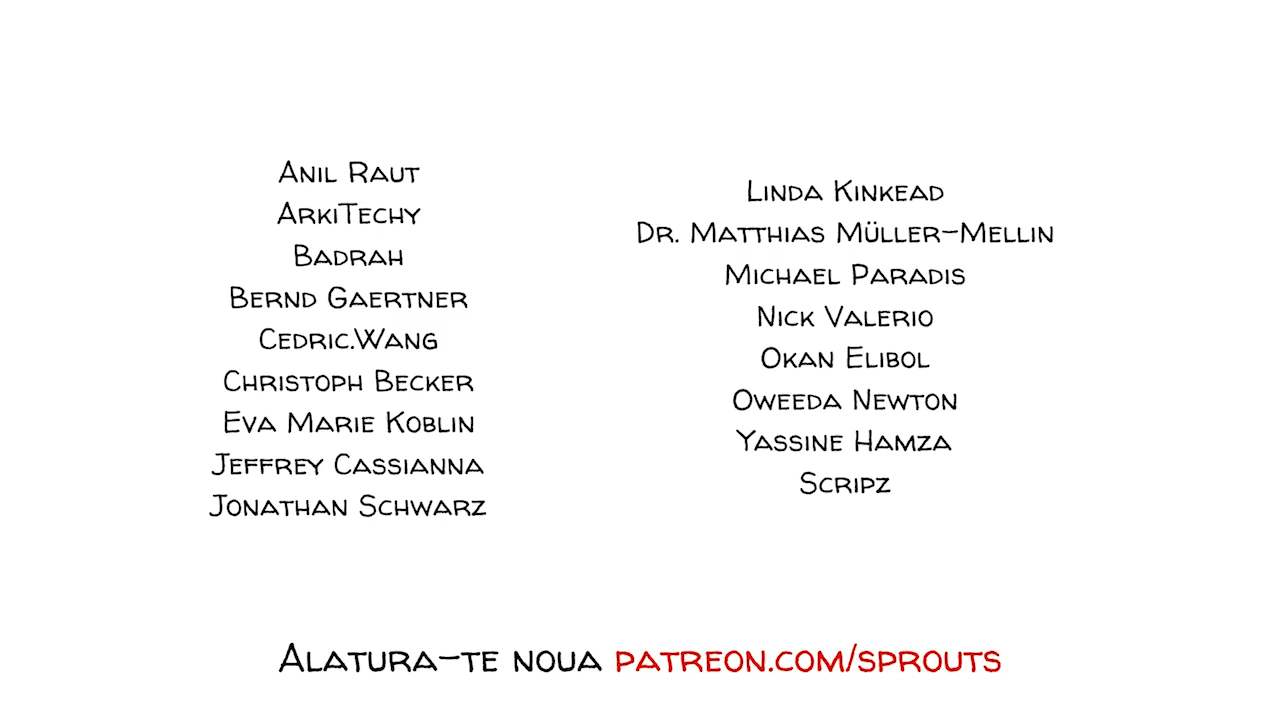 Anil Raut
ArkiTechy
Badrah
Bernd Gaertner
Cedric.Wang
Christoph Becker
Eva Marie Koblin
Jeffrey Cassianna
Jonathan Schwarz
Linda Kinkead
Dr. Matthias Müller-Mellin
Michael Paradis
Nick Valerio
Okan Elibol
Oweeda Newton
Yassine Hamza
Scripz
Alatura-te noua patreon.com/sprouts